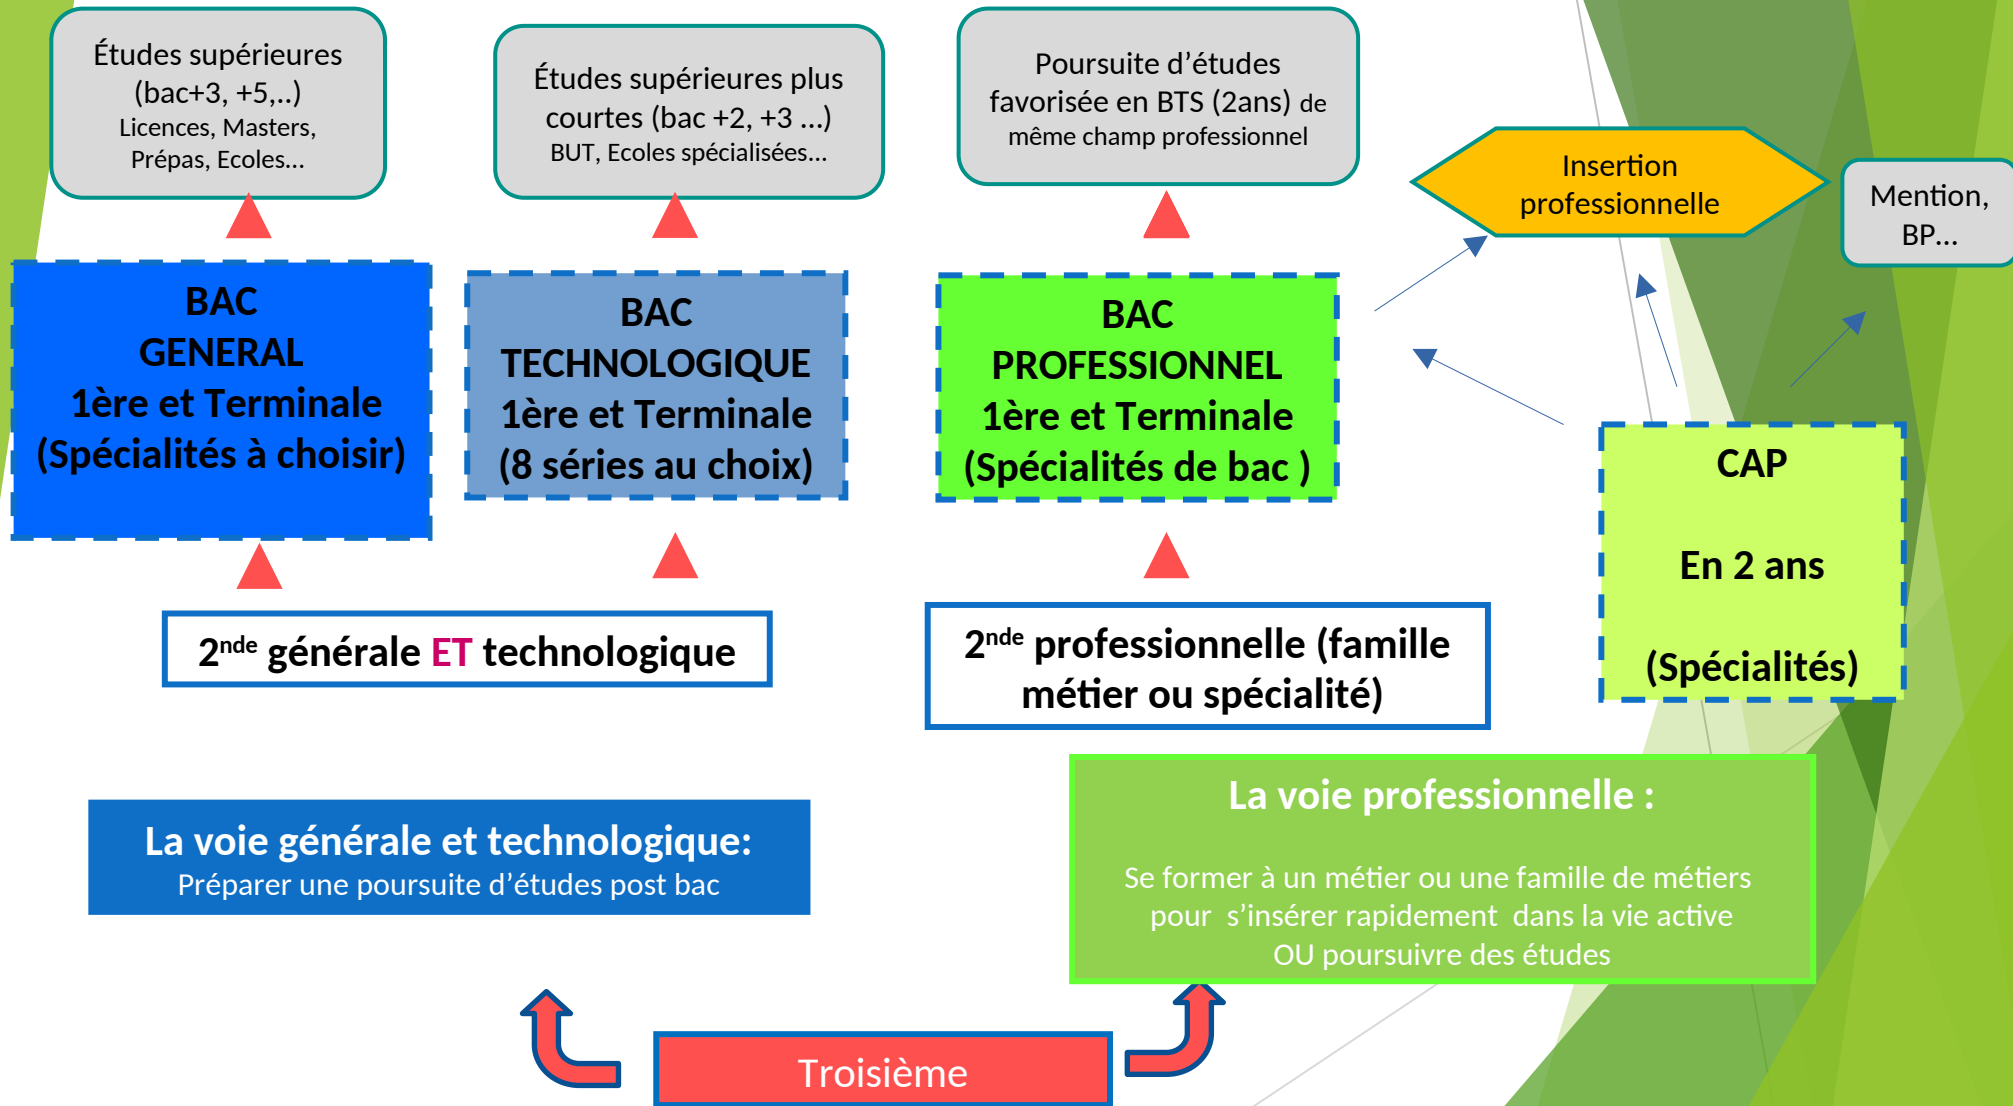 Études supérieures
(bac+3, +5,..)
Licences, Masters,
Prépas, Ecoles...
Études supérieures plus
courtes (bac +2, +3 ...)
BUT, Ecoles spécialisées...
Poursuite d’études
favorisée en BTS (2ans) de
même champ professionnel
Insertion
professionnelle
Mention,
BP...
BAC
GENERAL
1ère et Terminale
(Spécialités à choisir)
BAC
TECHNOLOGIQUE
1ère et Terminale
(8 séries au choix)
BAC
PROFESSIONNEL
1ère et Terminale
(Spécialités de bac )
CAP
En 2 ans
(Spécialités)
2nde générale ET technologique
2nde professionnelle (famille
métier ou spécialité)
La voie générale et technologique:
Préparer une poursuite d’études post bac
La voie professionnelle :
Se former à un métier ou une famille de métiers
pour  s’insérer rapidement  dans la vie active
OU poursuivre des études
Troisième